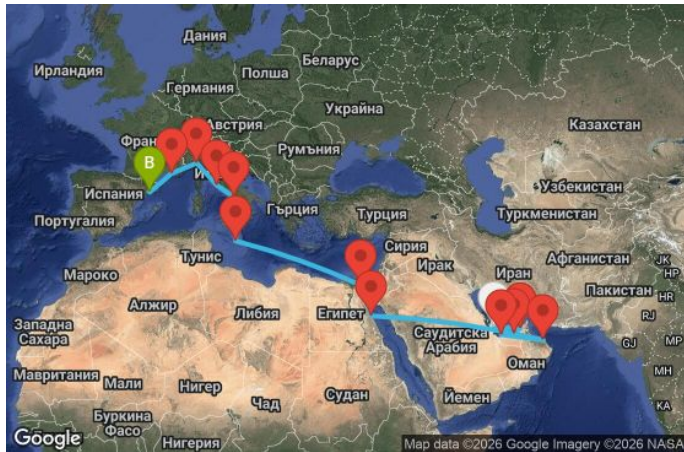 Дания
Ирландия
Беларус
Полша
Германия
Украйна
Австрия
Фран
Казахстан
Румъния
B
И
Испания
Узбекистан
Гърция
Турция
Туркменистан
Португалия
Сирия
Афганистан
JK
Тунис
Ирак
Иран
HP
Мароко
Пакистан
HR
Алжир
Либия
Египет
RJ
Западна
Сахара
Саудитска
Арабия
GJ
MP
Оман
Мавритания
Мали
Нигер
Судан
MH
Чад
Йемен
Буркина
Фасо
KA
Нигерия
Google
Map data ©2026 Google Imagery ©2026 NASA